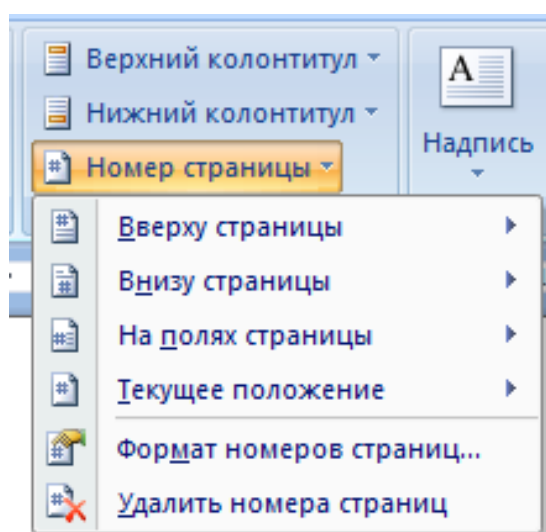 Верхний колонтитул
Нижний колонтитул
Номер страницы
Надпись
Вверху страницы
Внизу страницы
На полях страницы
Текущее положение
Формат номеров страниц...
Удалить номера страниц